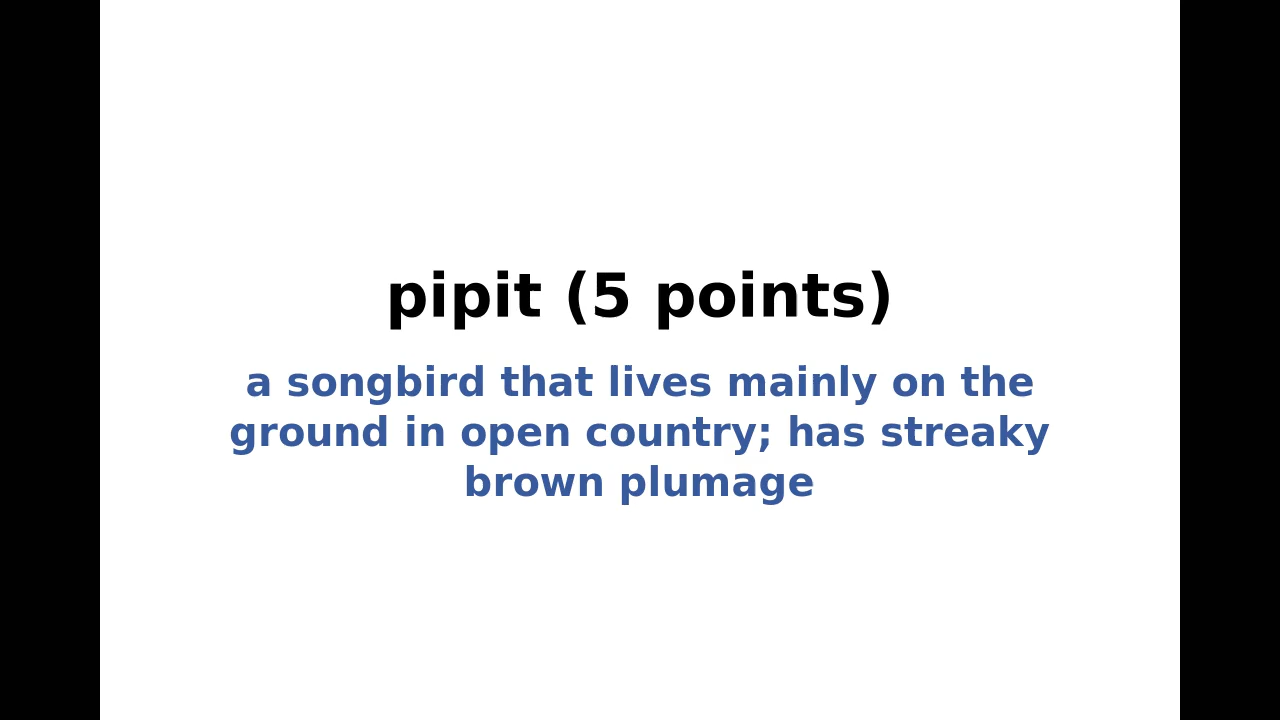 pipit (5 points)
a songbird that lives mainly on the
ground in open country; has streaky
brown plumage